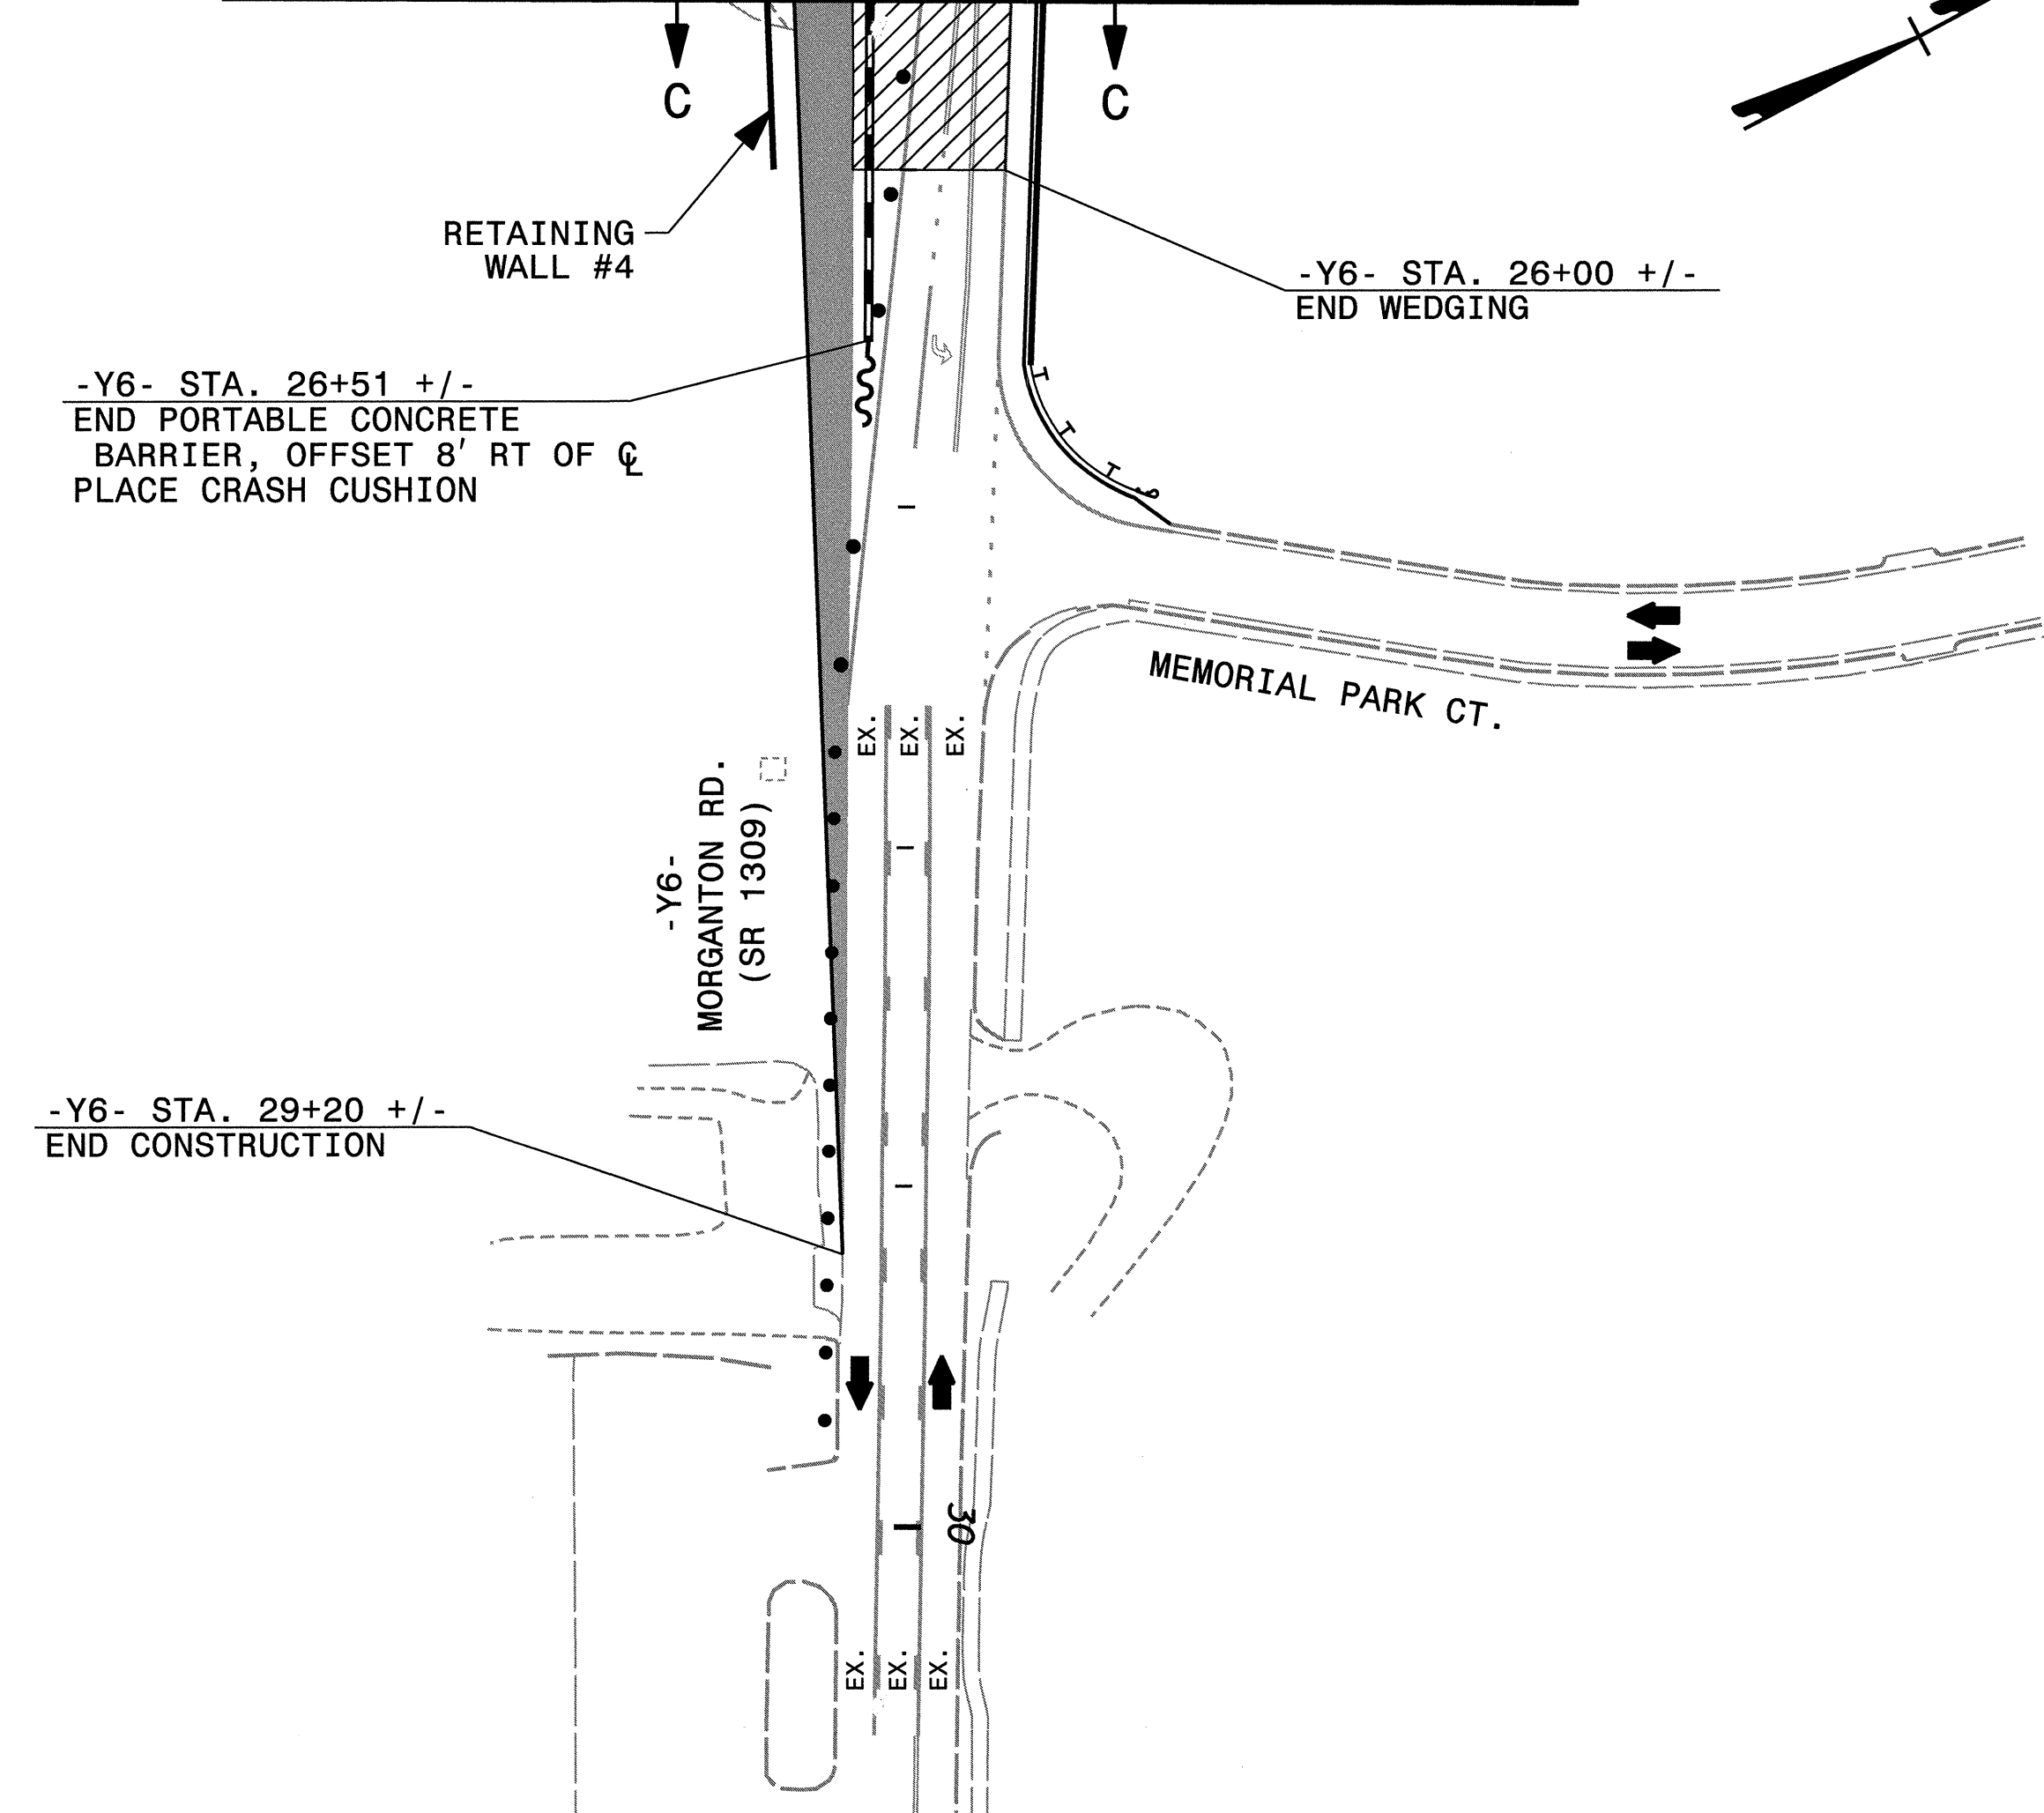 C
C
RETAINING
WALL #4
-Y6- STA. 26+00 +/-
END WEDGING
-Y6- STA. 26+51 +/-
END PORTABLE CONCRETE
BARRIER, OFFSET 8' RT OF ℄
PLACE CRASH CUSHION
MEMORIAL PARK CT.
EX.
EX.
EX.
-Y6-
MORGANTON RD.
(SR 1309)
-Y6- STA. 29+20 +/-
END CONSTRUCTION
30
EX.
EX.
EX.